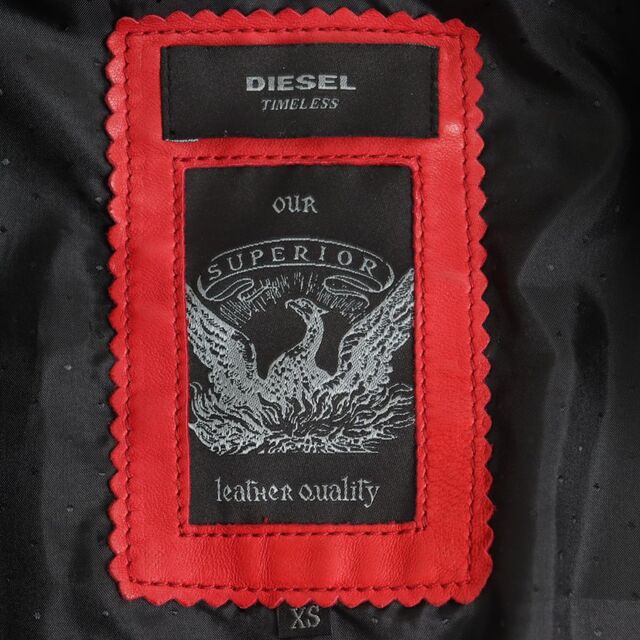 DIESEL
TIMELESS
OUR
SUPERIOR
leather quality
XS